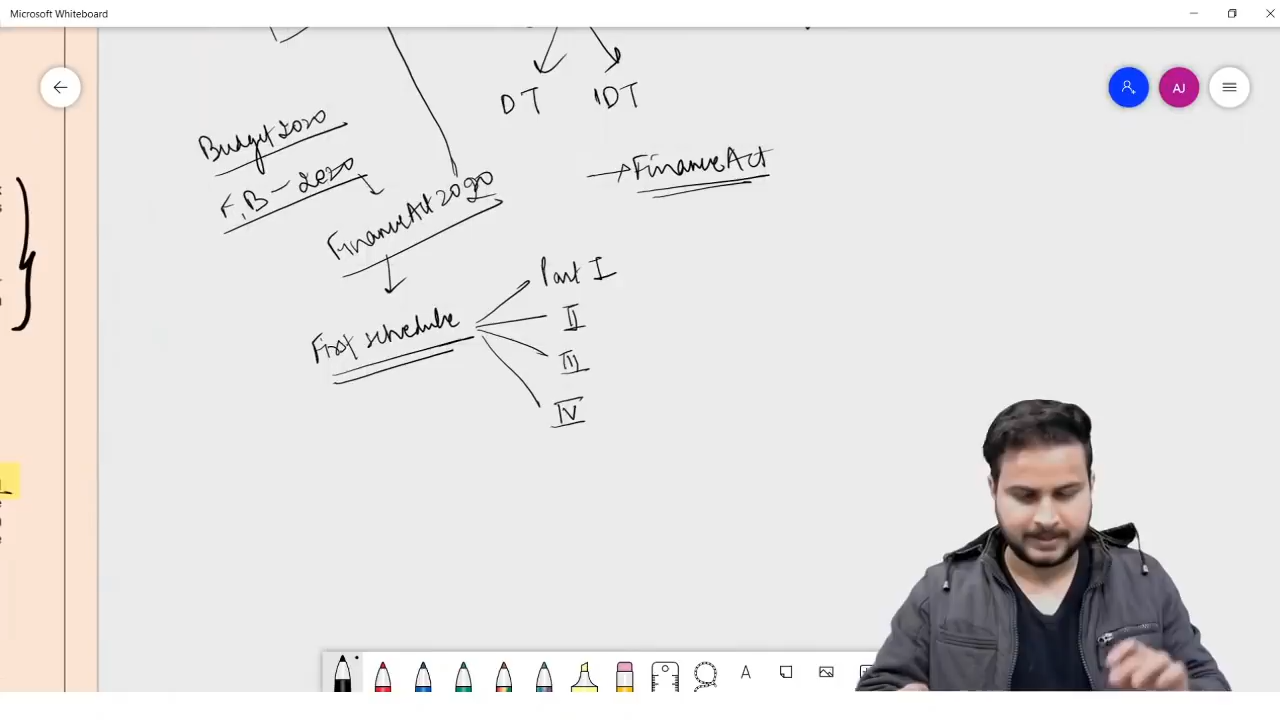 Microsoft Whiteboard
AJ
DT IDT
Budget 2020
F.B - 2020
Finance Act 2020
→ Finance Act
First schedule
Part I
II
III
IV
A